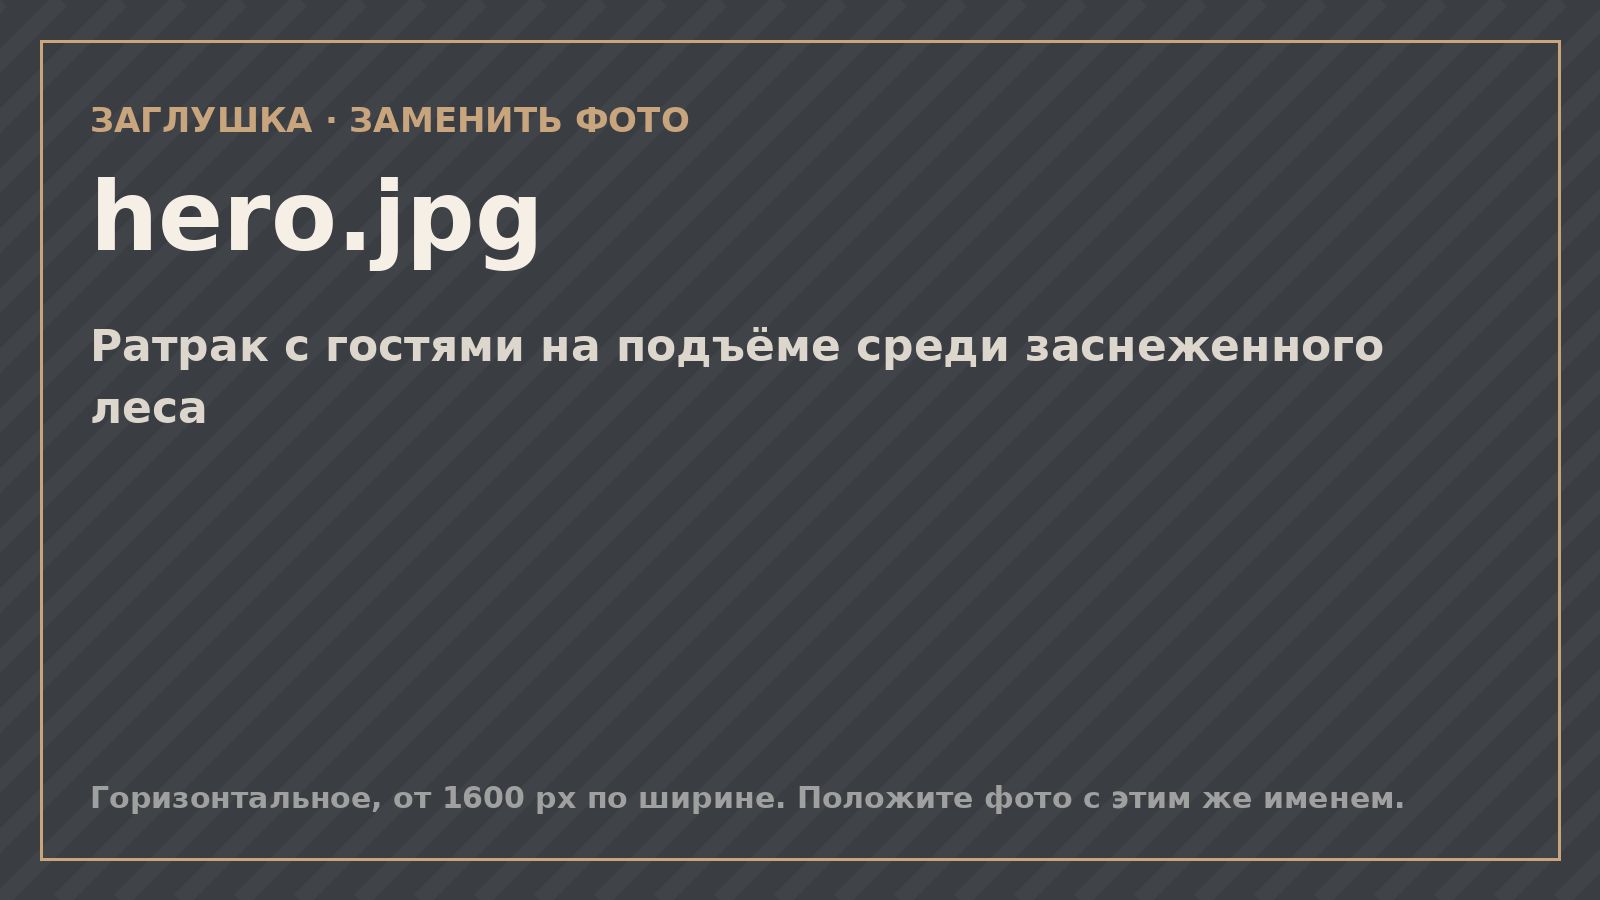 ЗАГЛУШКА · ЗАМЕНИТЬ ФОТО
hero.jpg
Ратрак с гостями на подъёме среди заснеженного
леса
Горизонтальное, от 1600 px по ширине. Положите фото с этим же именем.